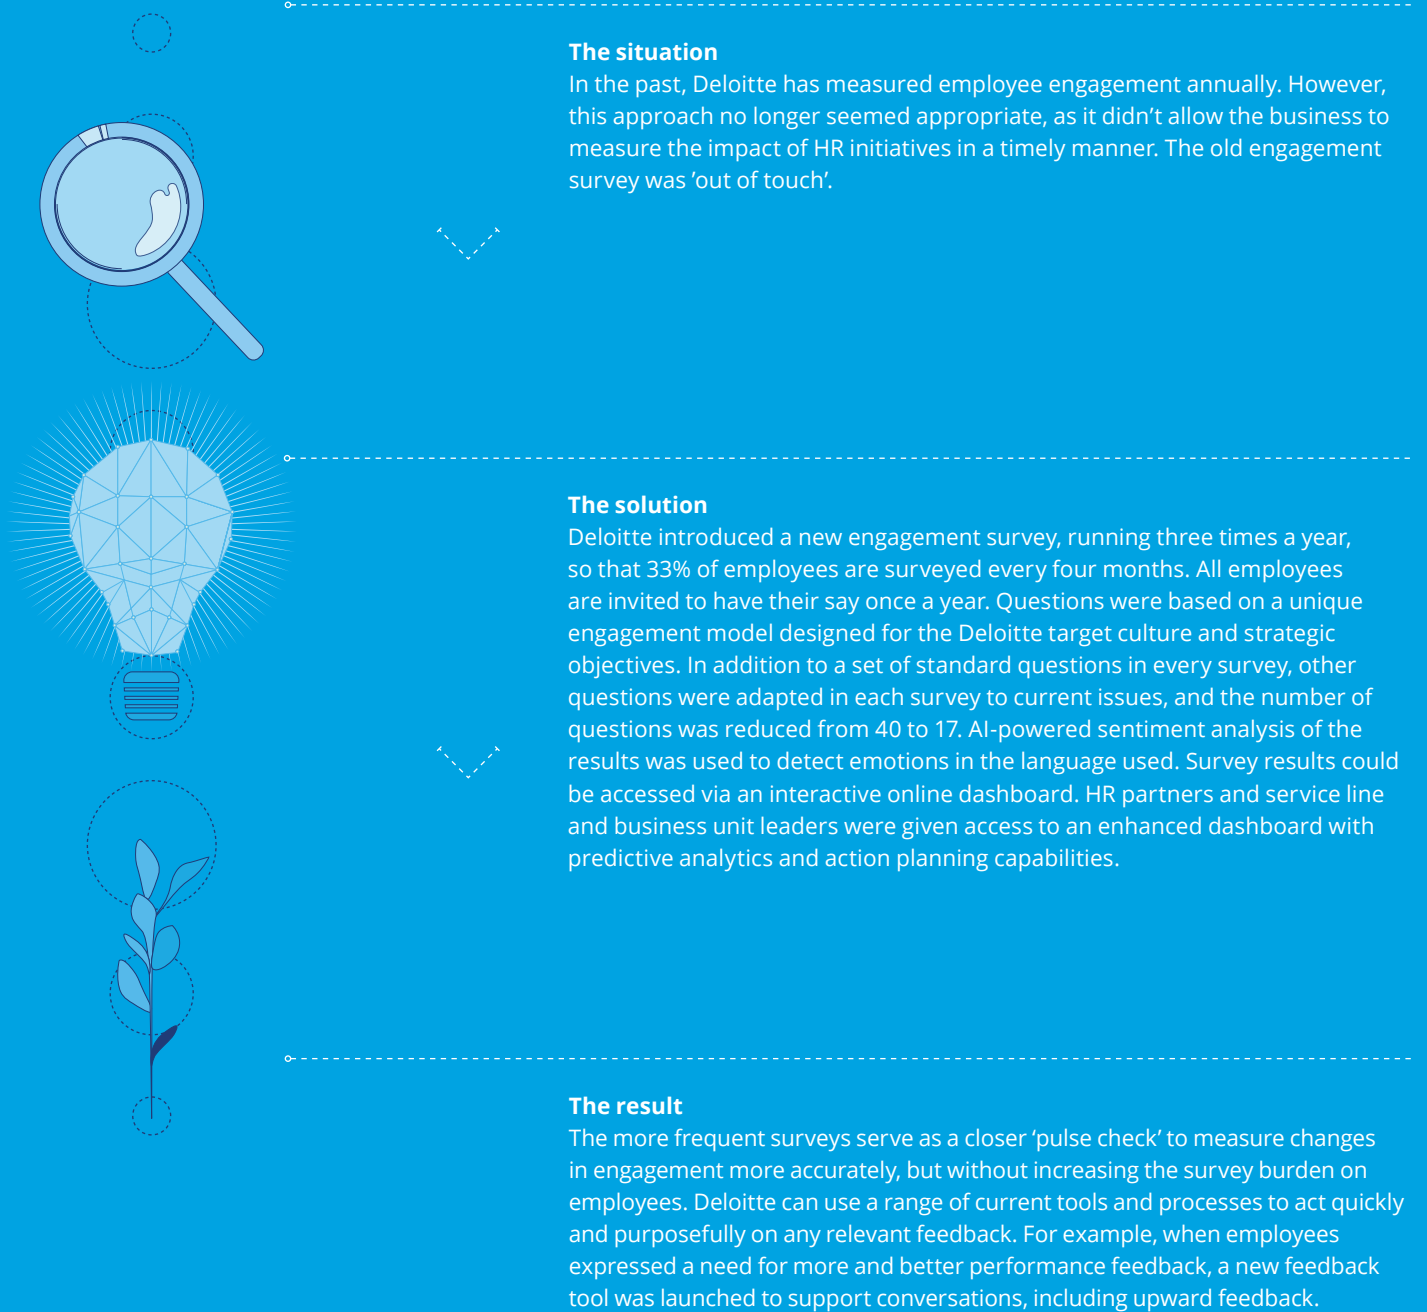 The situation
In the past, Deloitte has measured employee engagement annually. However,
this approach no longer seemed appropriate, as it didn’t allow the business to
measure the impact of HR initiatives in a timely manner. The old engagement
survey was ’out of touch’.
The solution
Deloitte introduced a new engagement survey, running three times a year,
so that 33% of employees are surveyed every four months. All employees
are invited to have their say once a year. Questions were based on a unique
engagement model designed for the Deloitte target culture and strategic
objectives. In addition to a set of standard questions in every survey, other
questions were adapted in each survey to current issues, and the number of
questions was reduced from 40 to 17. AI-powered sentiment analysis of the
results was used to detect emotions in the language used. Survey results could
be accessed via an interactive online dashboard. HR partners and service line
and business unit leaders were given access to an enhanced dashboard with
predictive analytics and action planning capabilities.
The result
The more frequent surveys serve as a closer ‘pulse check’ to measure changes
in engagement more accurately, but without increasing the survey burden on
employees. Deloitte can use a range of current tools and processes to act quickly
and purposefully on any relevant feedback. For example, when employees
expressed a need for more and better performance feedback, a new feedback
tool was launched to support conversations, including upward feedback.